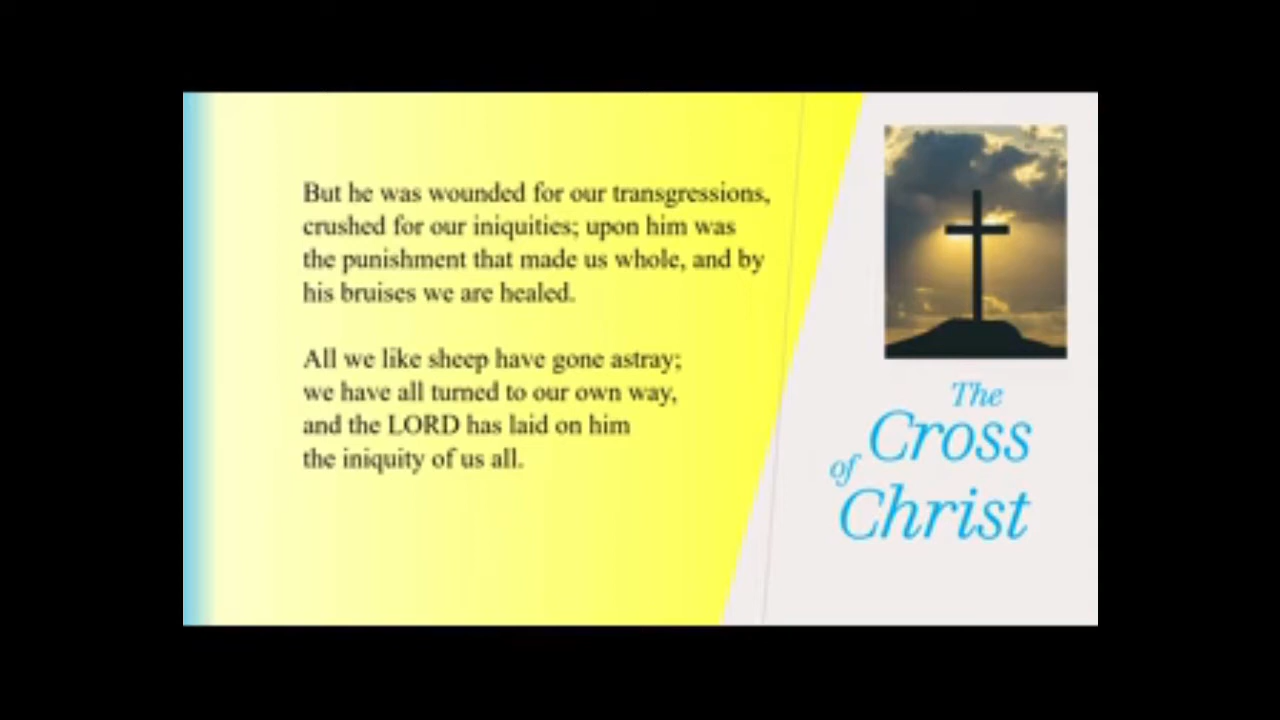 But he was wounded for our transgressions,
crushed for our iniquities; upon him was
the punishment that made us whole, and by
his bruises we are healed.
All we like sheep have gone astray;
we have all turned to our own way,
and the LORD has laid on him
the iniquity of us all.
The
Cross
of
Christ